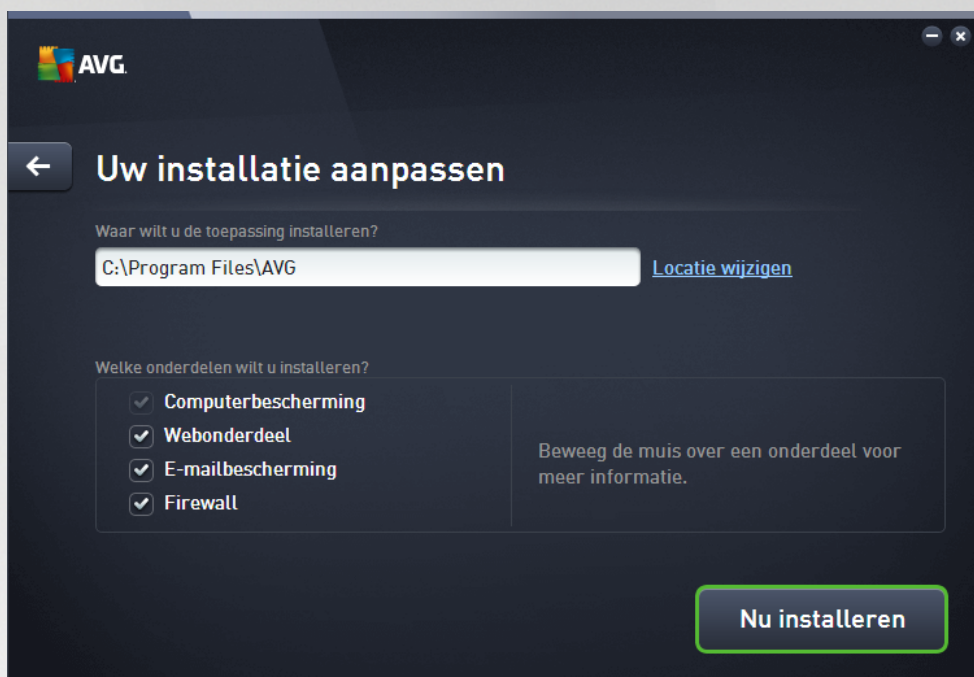 AVG.
Uw installatie aanpassen
Waar wilt u de toepassing installeren?
C:\Program Files\AVG
Locatie wijzigen
Welke onderdelen wilt u installeren?
Computerbescherming
Webonderdeel
E-mailbescherming
Firewall
Beweeg de muis over een onderdeel voor
meer informatie.
Nu installeren